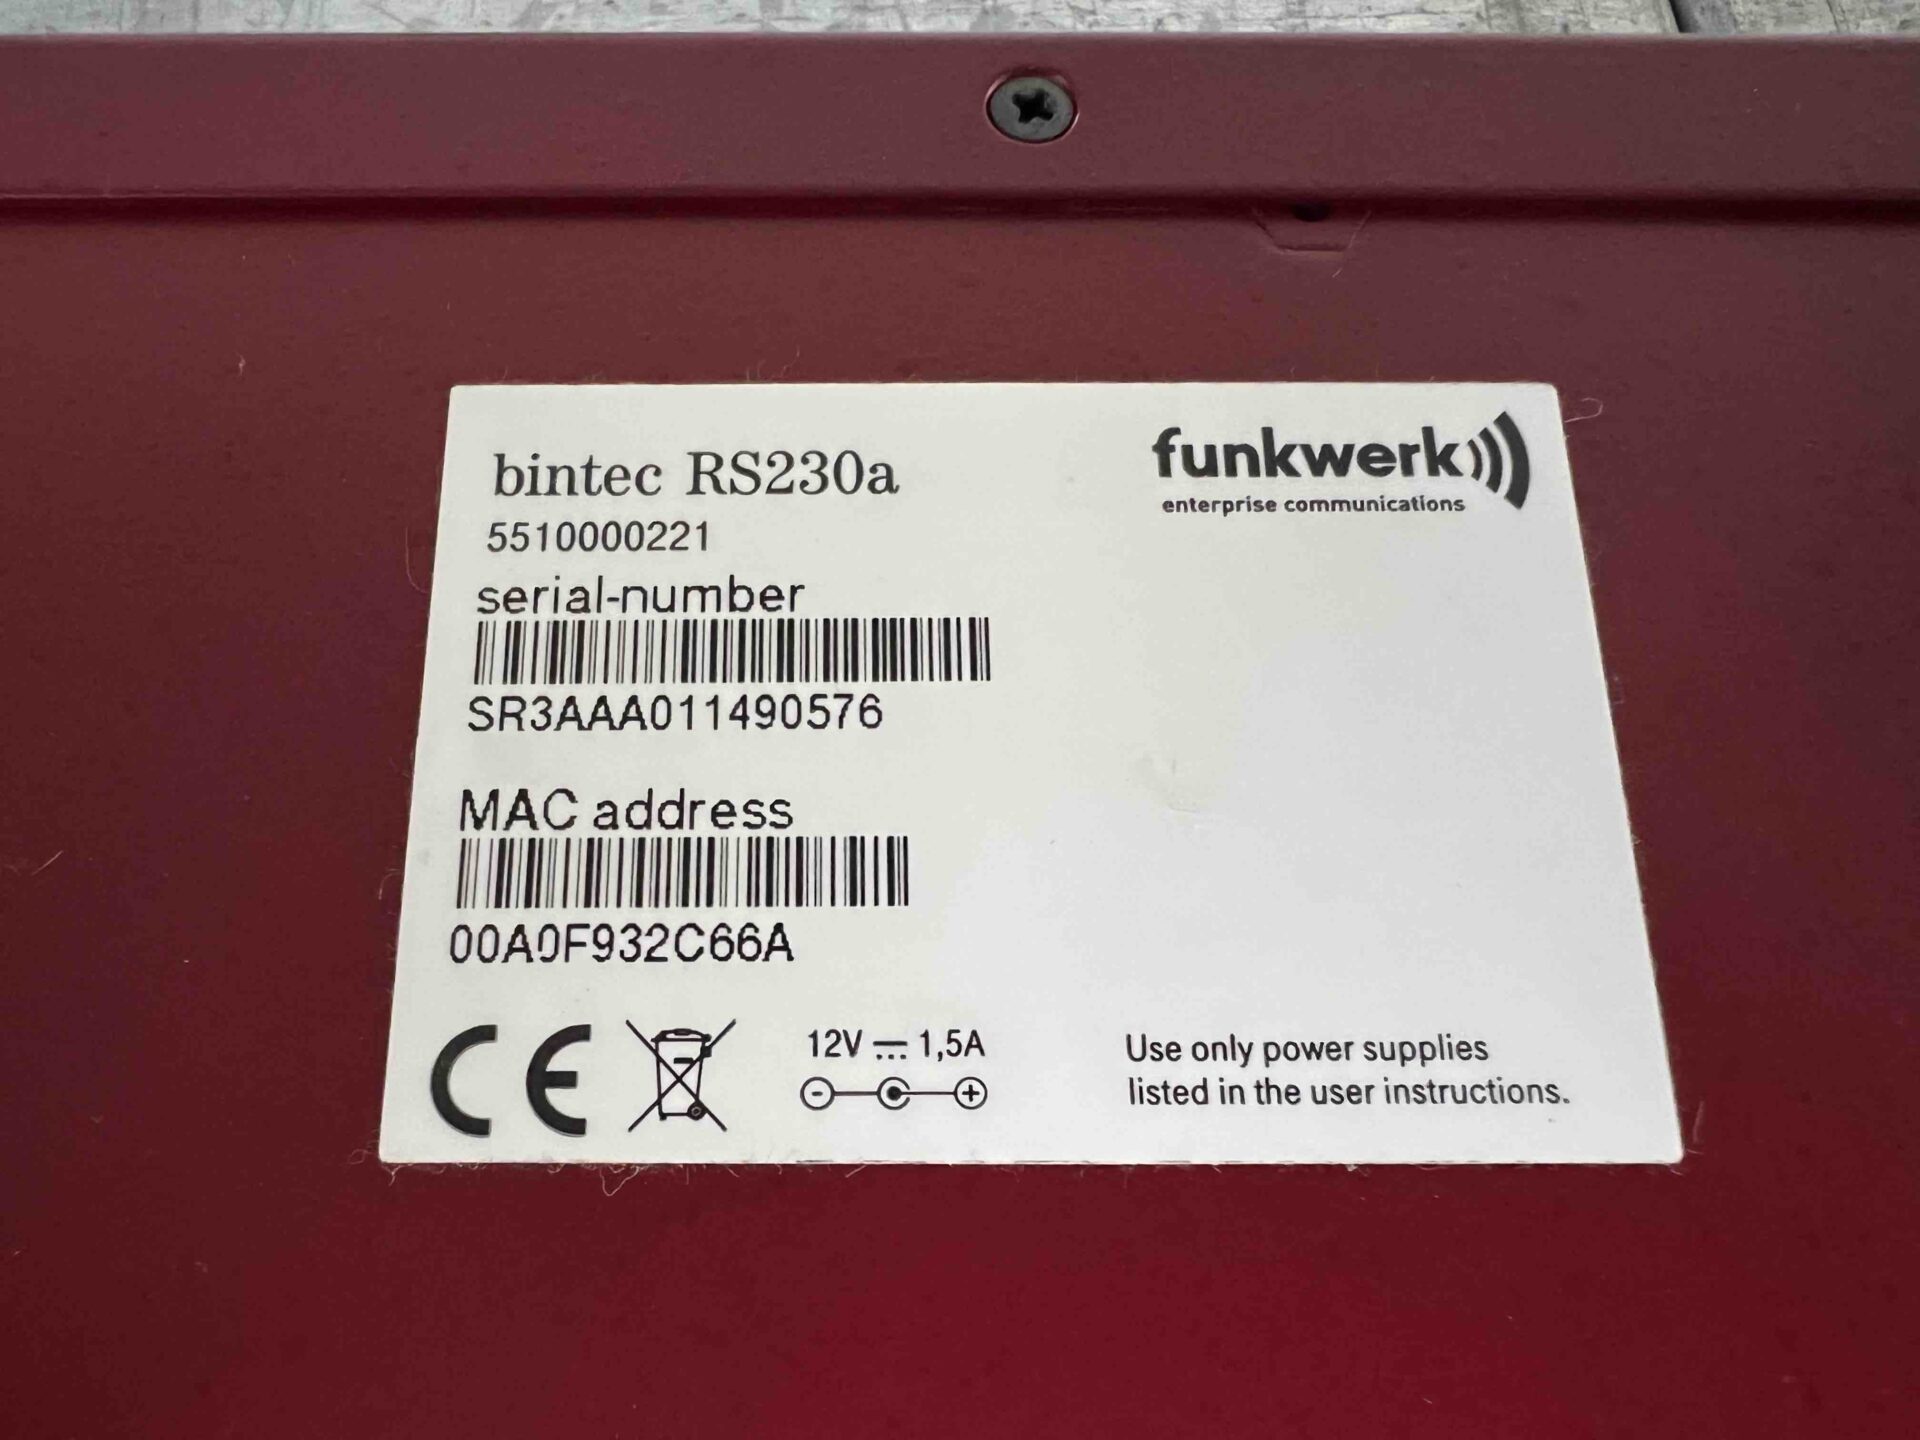 bintec RS230a
funkwerk
enterprise communications
5510000221
serial-number
SR3AAA011490576
MAC address
00A0F932C66A
CE
12V ⎓ 1,5A
Use only power supplies
listed in the user instructions.